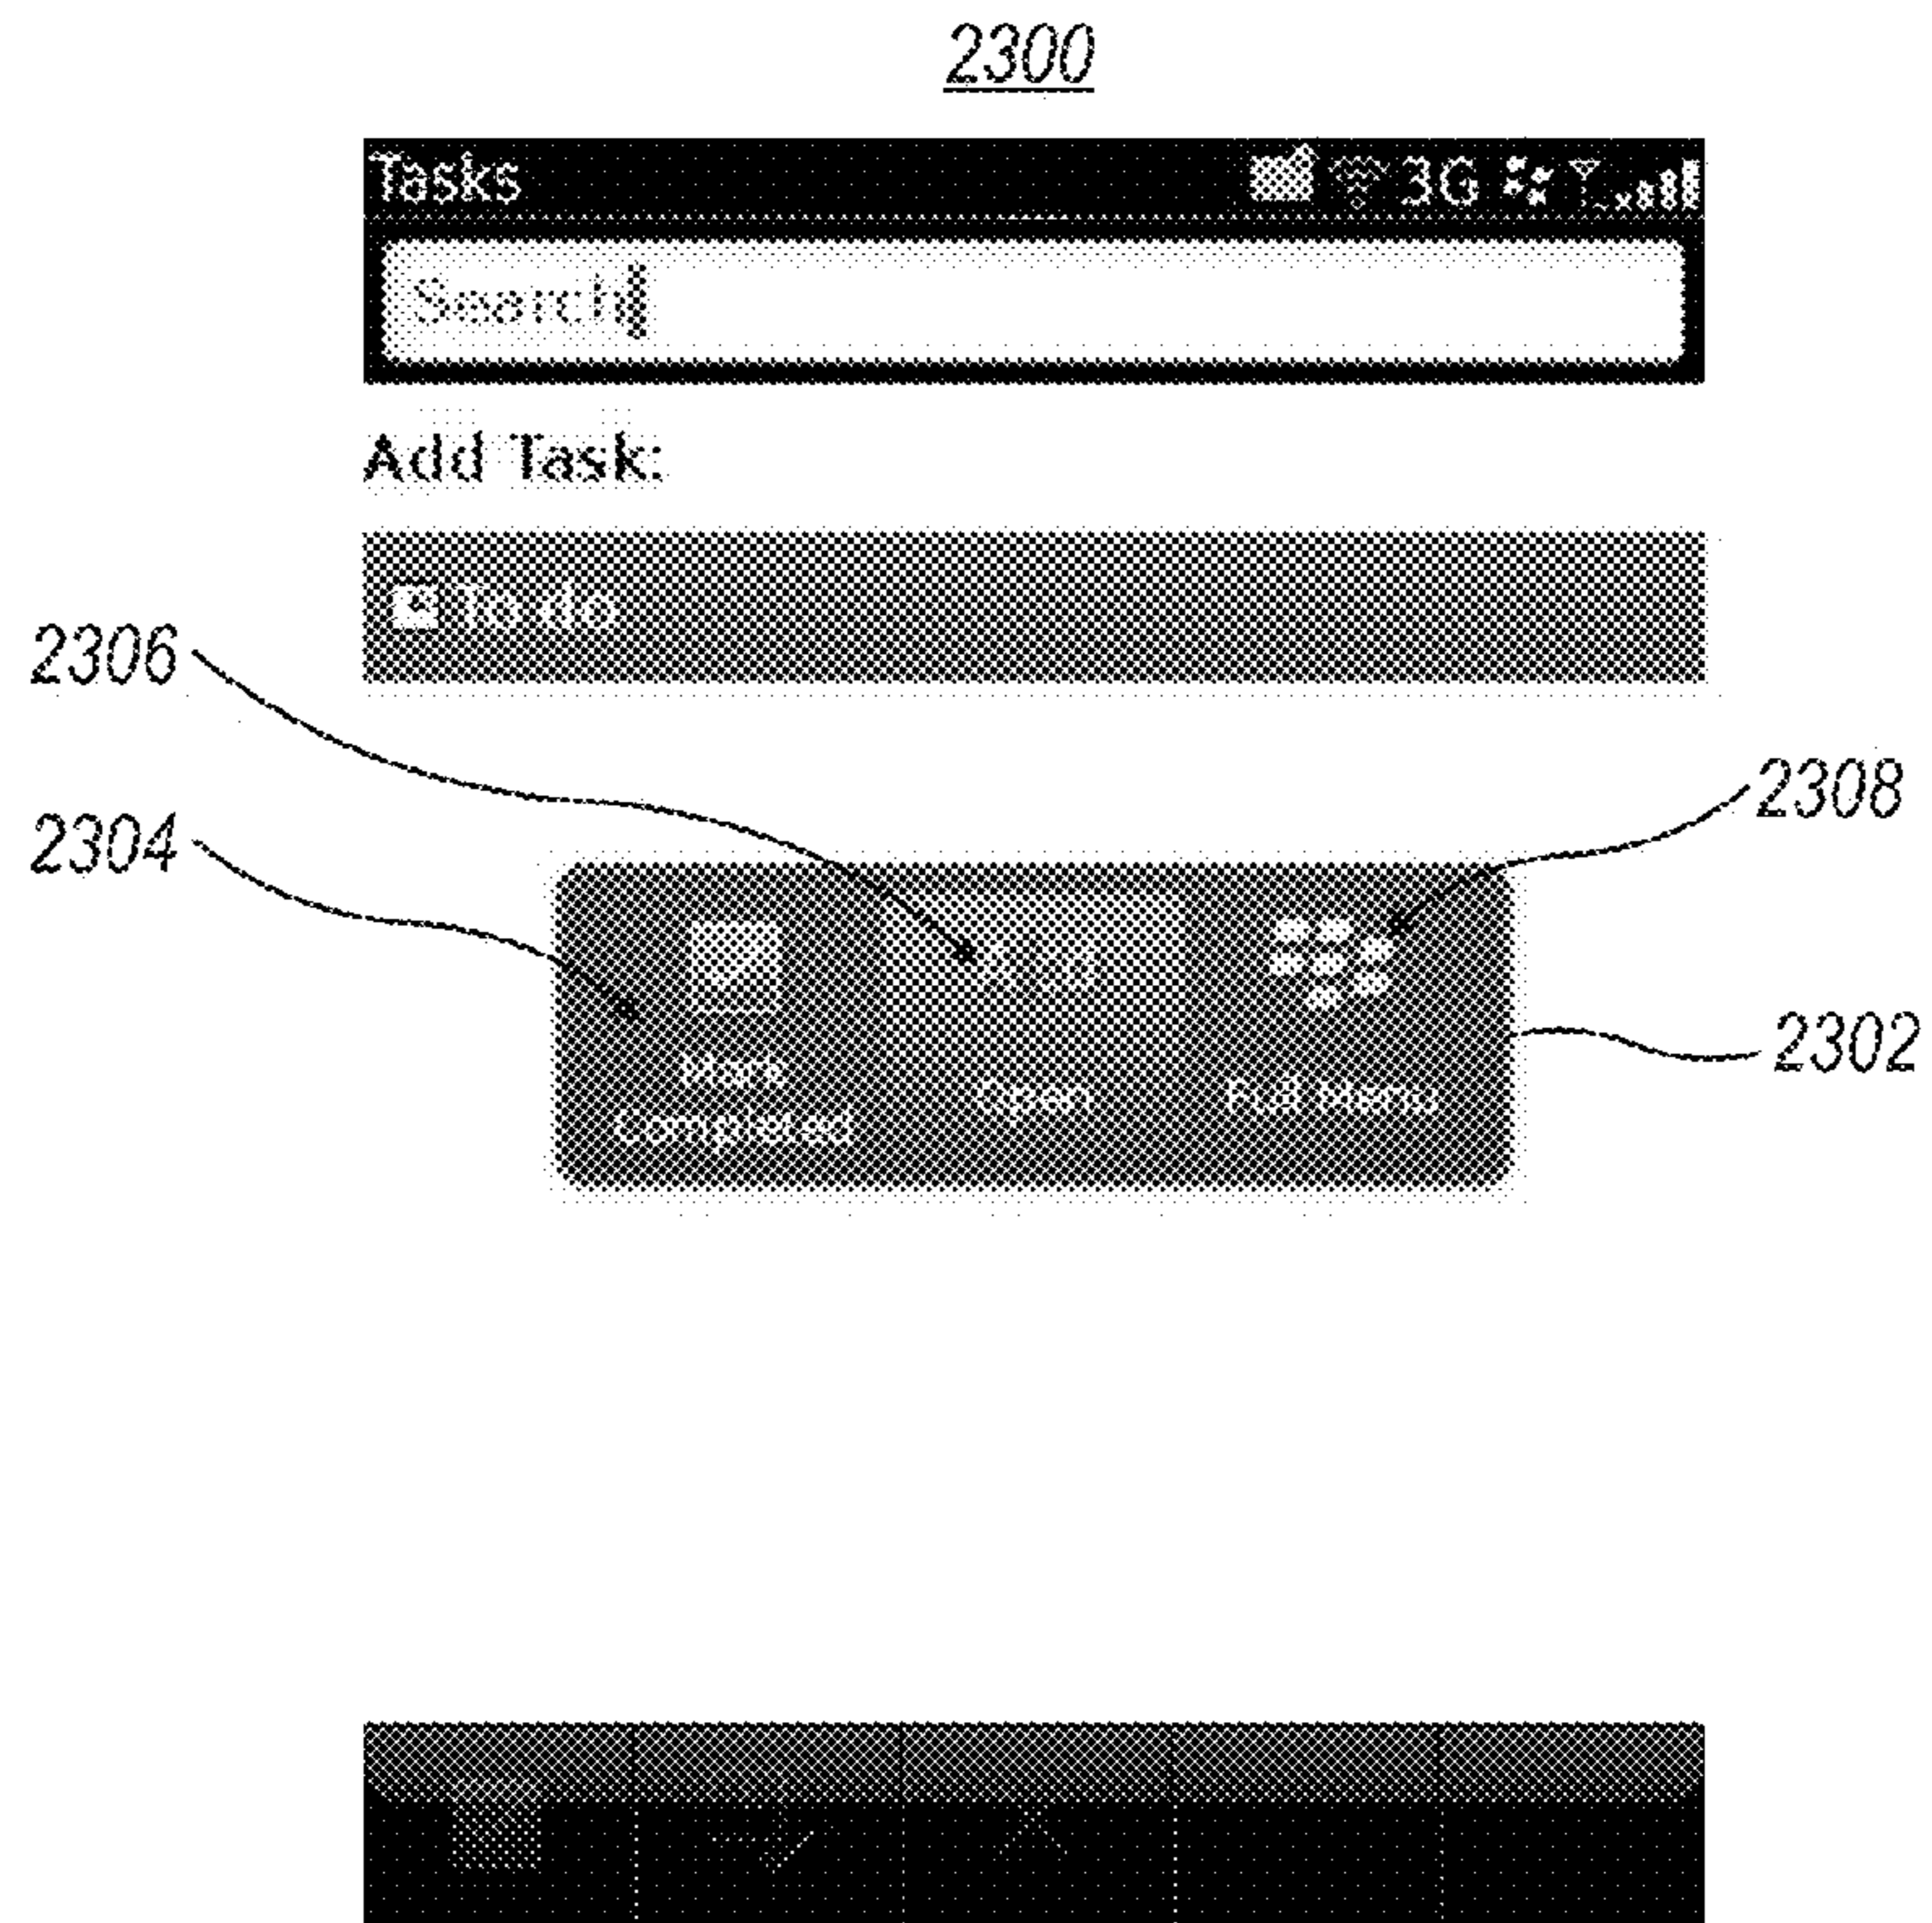 2300
Tasks 3G
Search
Add Task:
To do
2306
2308
2304
2302
Mark
Completed
Open
Full Menu